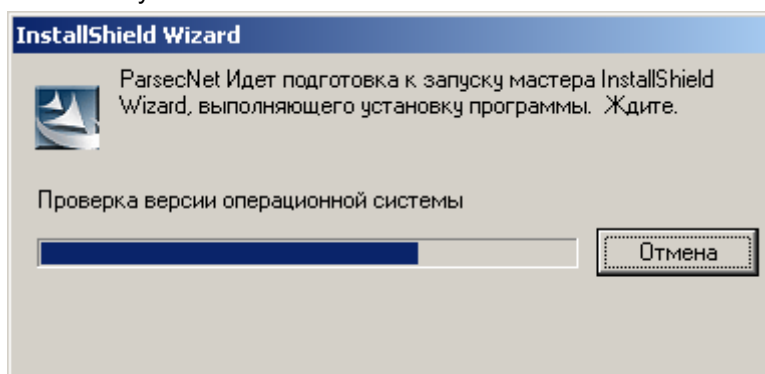 InstallShield Wizard
ParsecNet Идет подготовка к запуску мастера InstallShield
Wizard, выполняющего установку программы. Ждите.
Проверка версии операционной системы
Отмена